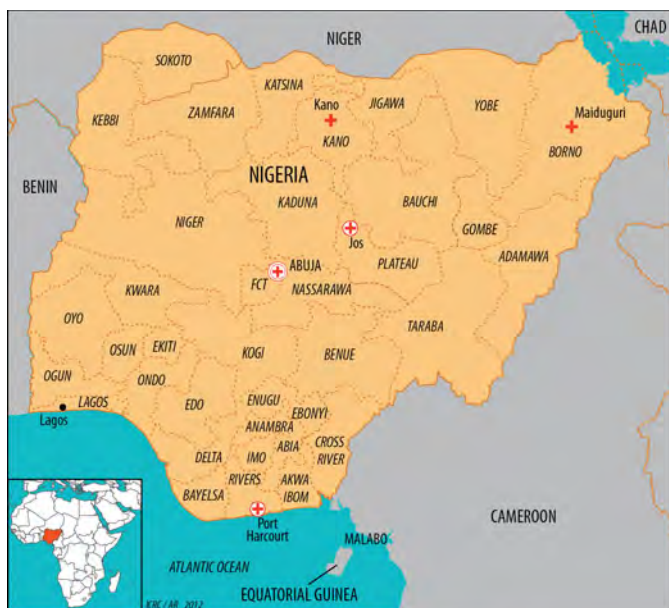 NIGER
CHAD
SOKOTO
KATSINA
Kano
JIGAWA
YOBE
Maiduguri
ZAMFARA
KEBBI
KANO
BORNO
NIGERIA
BENIN
KADUNA
BAUCHI
NIGER
GOMBE
Jos
ADAMAWA
ABUJA
PLATEAU
FCT
NASSARAWA
KWARA
OYO
TARABA
OSUN
EKITI
KOGI
BENUE
OGUN
ONDO
LAGOS
Lagos
EDO
ENUGU
EBONYI
ANAMBRA
DELTA
IMO
ABIA
CROSS
RIVER
RIVERS
AKWA
IBOM
BAYELSA
Port
Harcourt
CAMEROON
MALABO
ATLANTIC OCEAN
EQUATORIAL GUINEA
ICRC / AR_2012